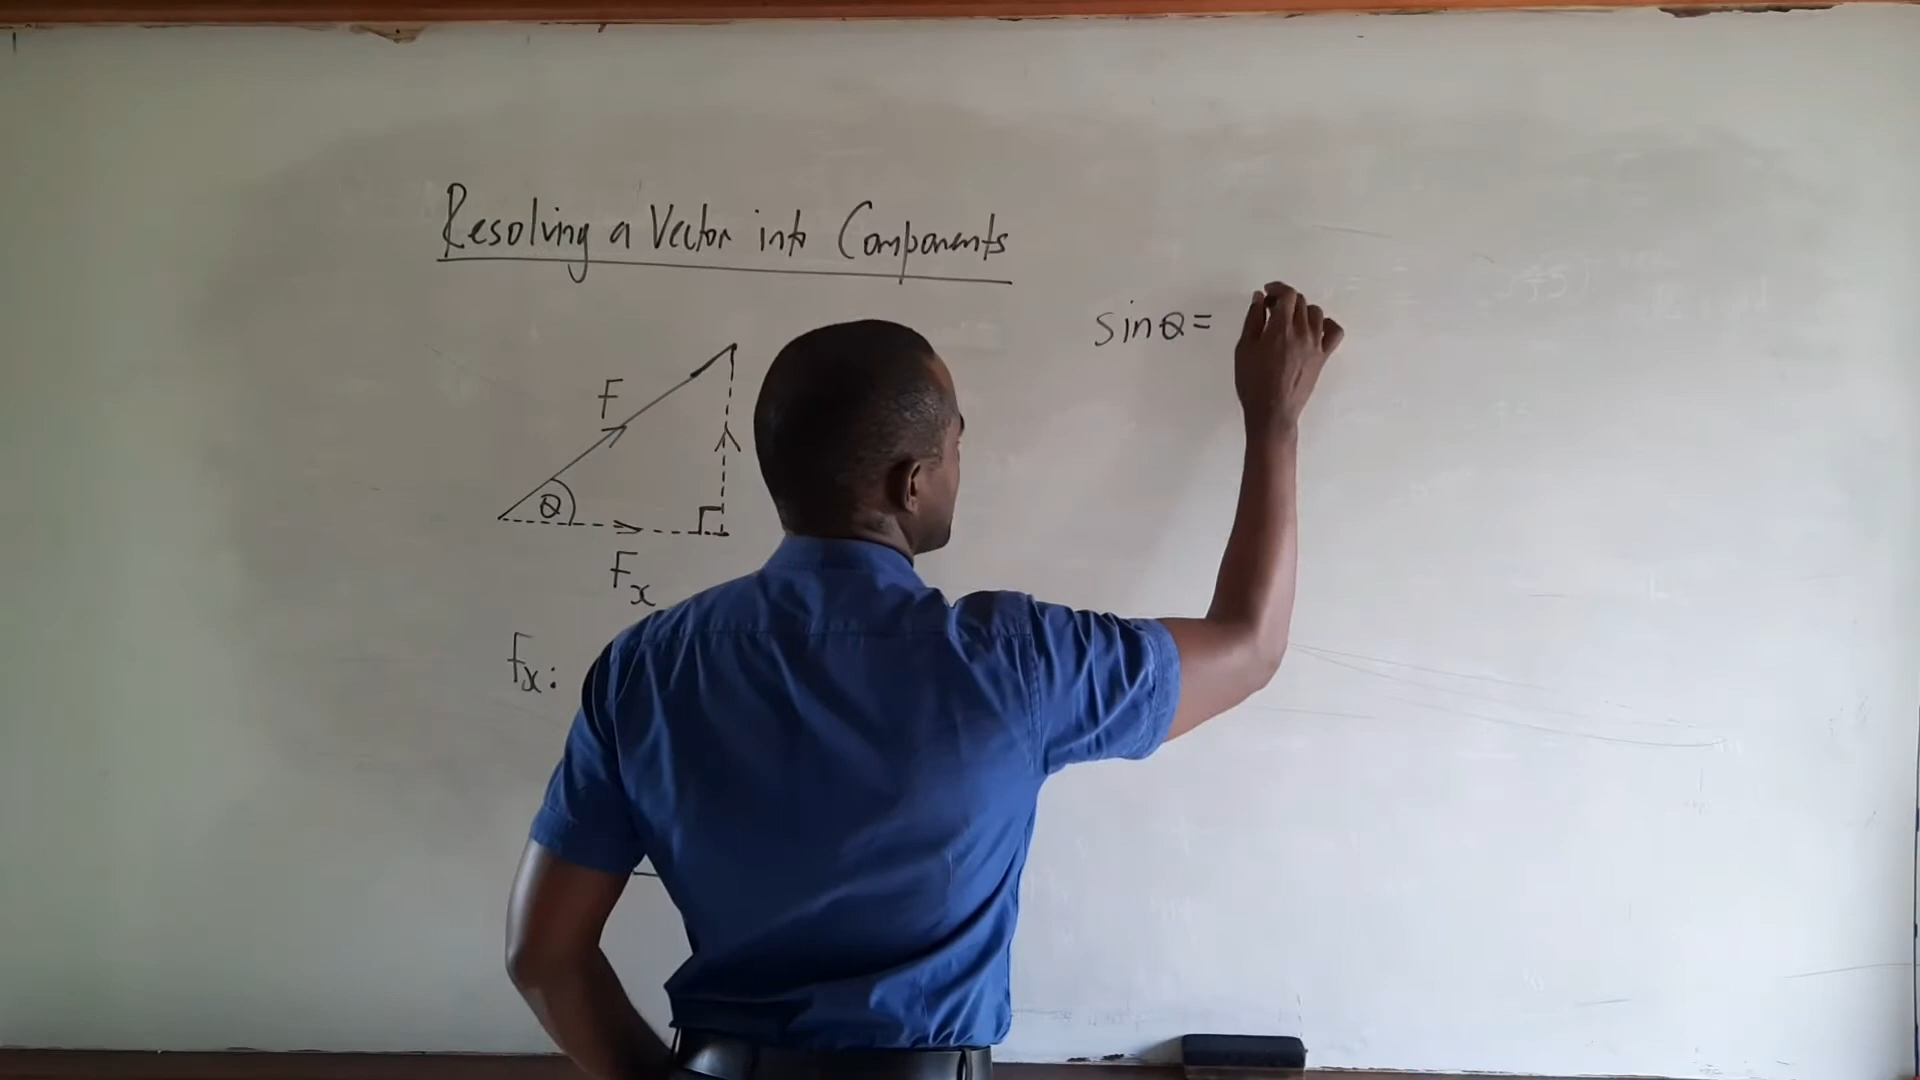 Resolving a Vector into Components
sinθ=
F
θ
Fx
fx: